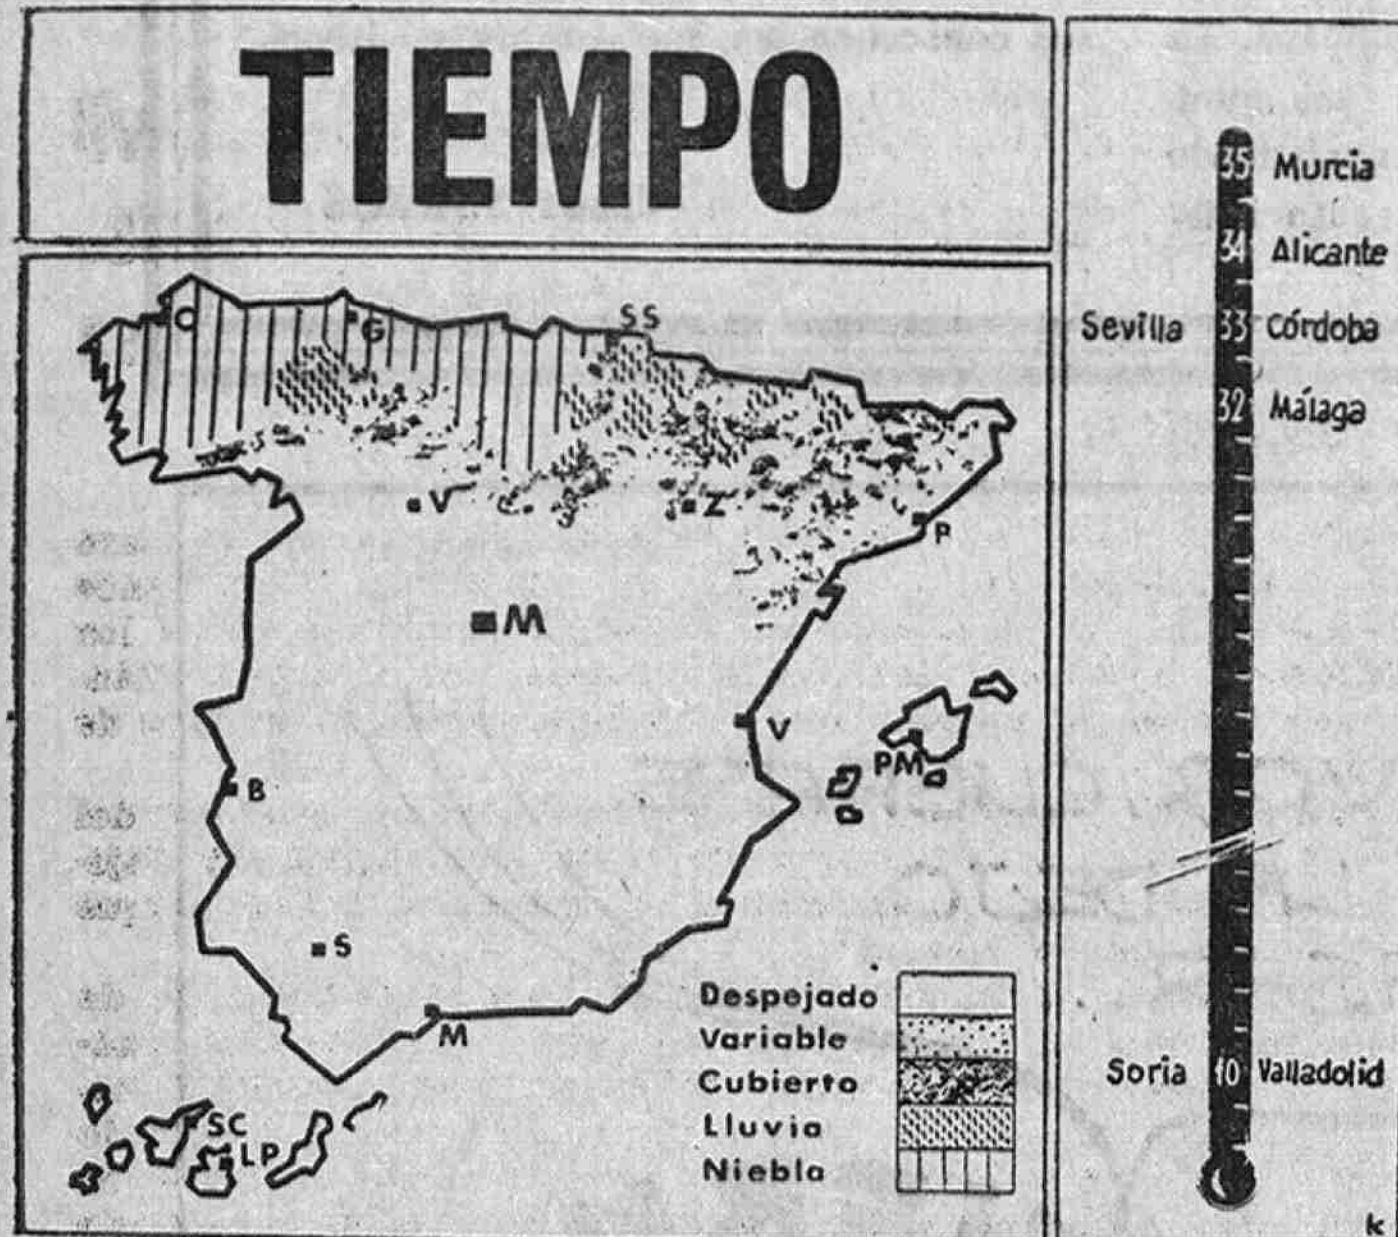 TIEMPO
C
G
SS
V
Z
M
V
PM
B
S
M
SC
LP
Despejado
Variable
Cubierto
Lluvia
Niebla
35 Murcia
34 Alicante
Sevilla 33 Córdoba
32 Málaga
Soria 10 Valladolid
k